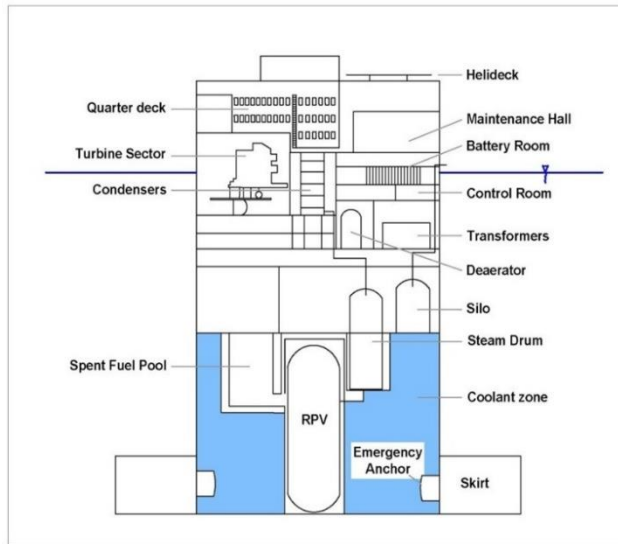 Helideck
Quarter deck
Maintenance Hall
Battery Room
Turbine Sector
Condensers
Control Room
Transformers
Deaerator
Silo
Steam Drum
Spent Fuel Pool
Coolant zone
RPV
Emergency
Anchor
Skirt